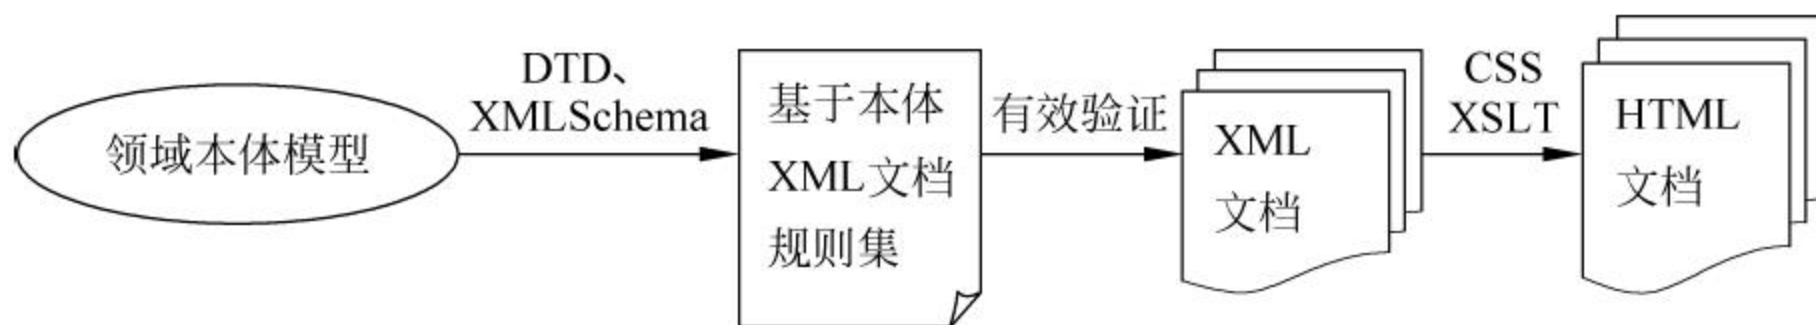 领域本体模型
DTD、
XMLSchema
基于本体
XML文档
规则集
有效验证
XML
文档
CSS
XSLT
HTML
文档